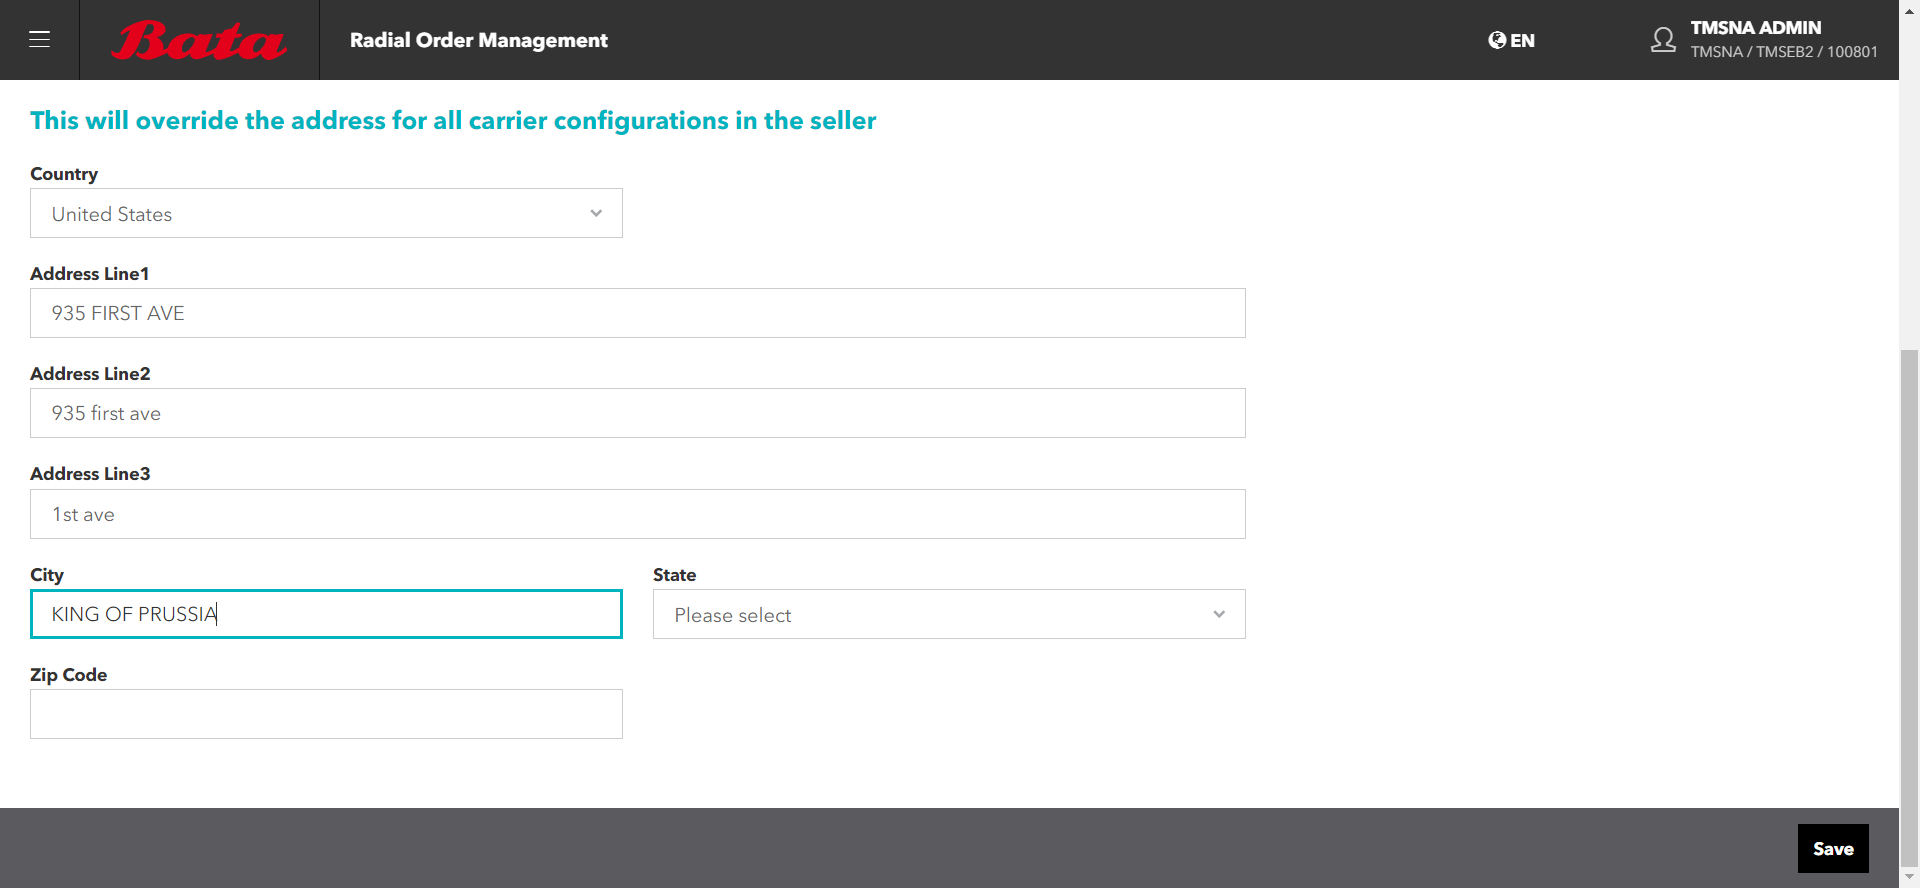 Bata
Radial Order Management
EN
TMSNA ADMIN
TMSNA / TMSEB2 / 100801
This will override the address for all carrier configurations in the seller
Country
United States
Address Line1
935 FIRST AVE
Address Line2
935 first ave
Address Line3
1st ave
City
State
KING OF PRUSSIA
Please select
Zip Code
Save